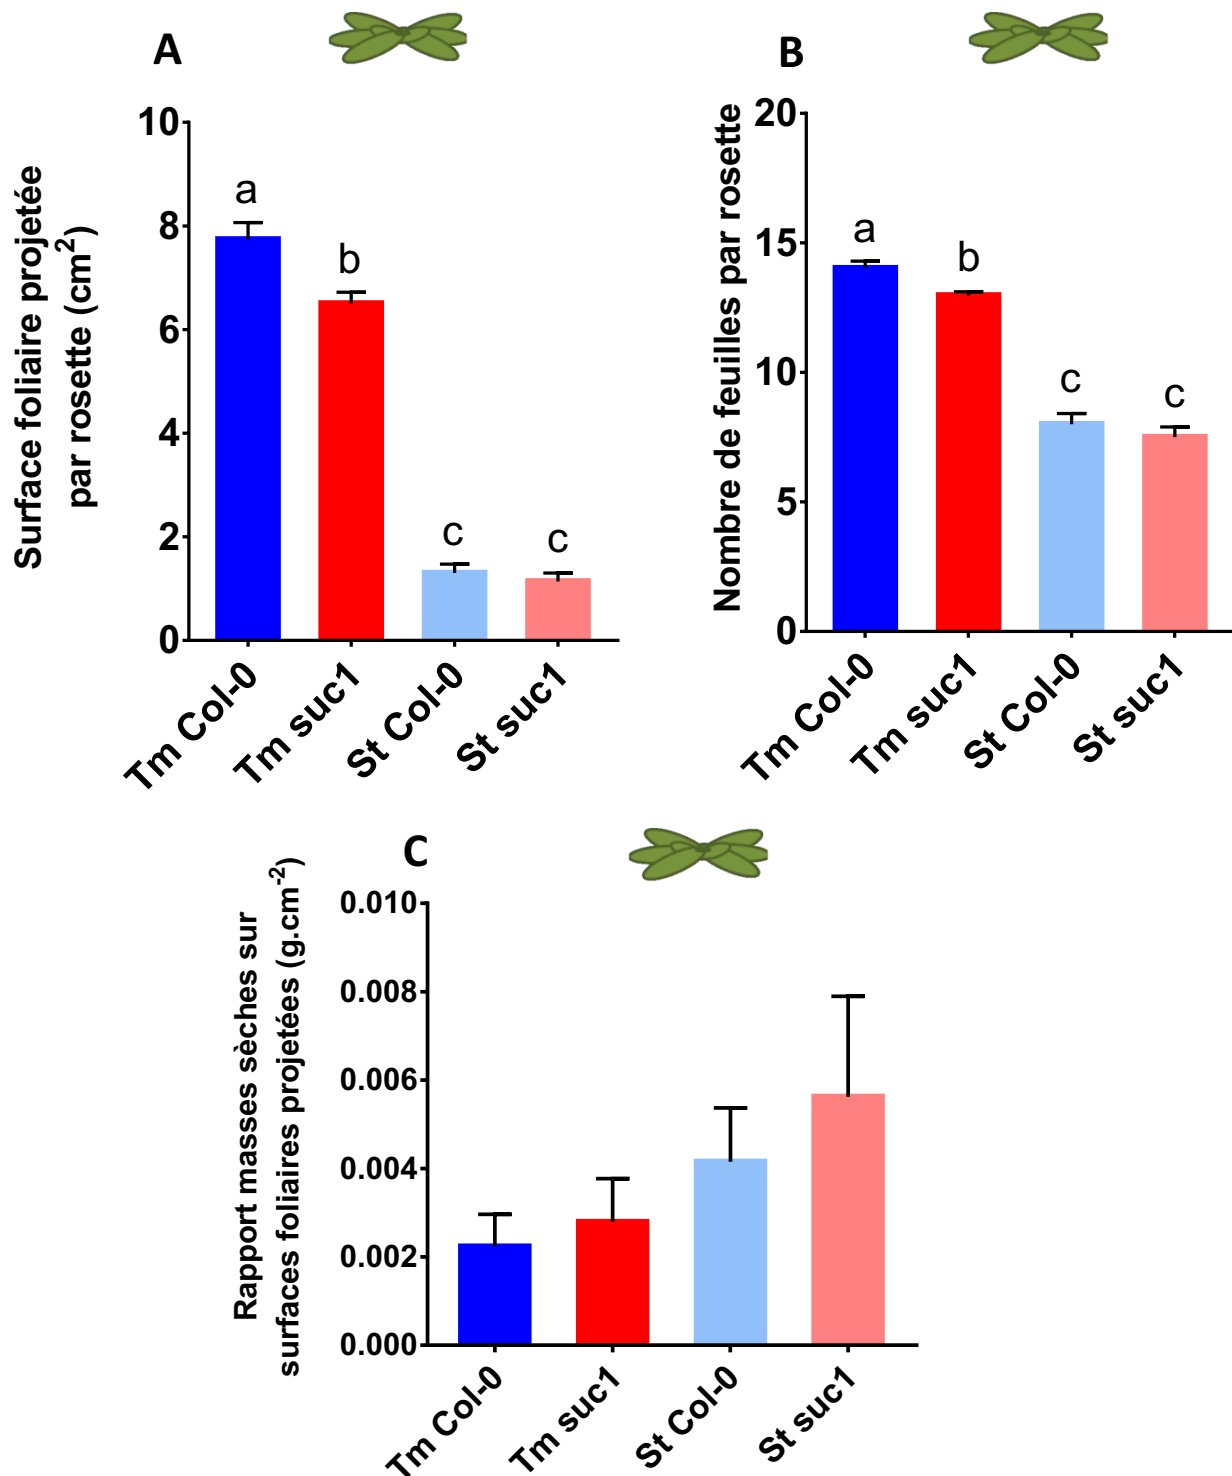 A
Surface foliaire projetée
par rosette (cm²)
10
8
6
4
2
0
a
b
c
c
Tm Col-0
Tm suc1
St Col-0
St suc1
B
Nombre de feuilles par rosette
20
15
10
5
0
a
b
c
c
Tm Col-0
Tm suc1
St Col-0
St suc1
C
Rapport masses sèches sur
surfaces foliaires projetées (g.cm⁻²)
0.010
0.008
0.006
0.004
0.002
0.000
Tm Col-0
Tm suc1
St Col-0
St suc1